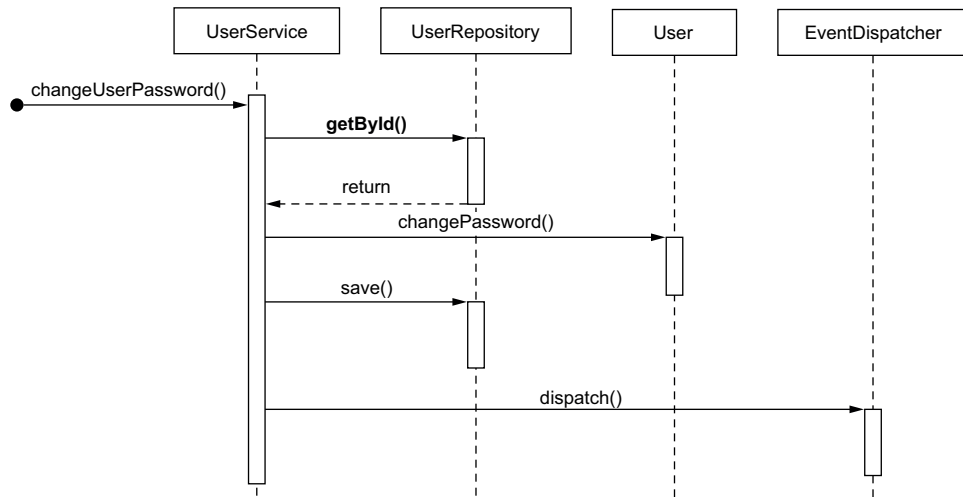 UserService
UserRepository
User
EventDispatcher
changeUserPassword()
getById()
return
changePassword()
save()
dispatch()